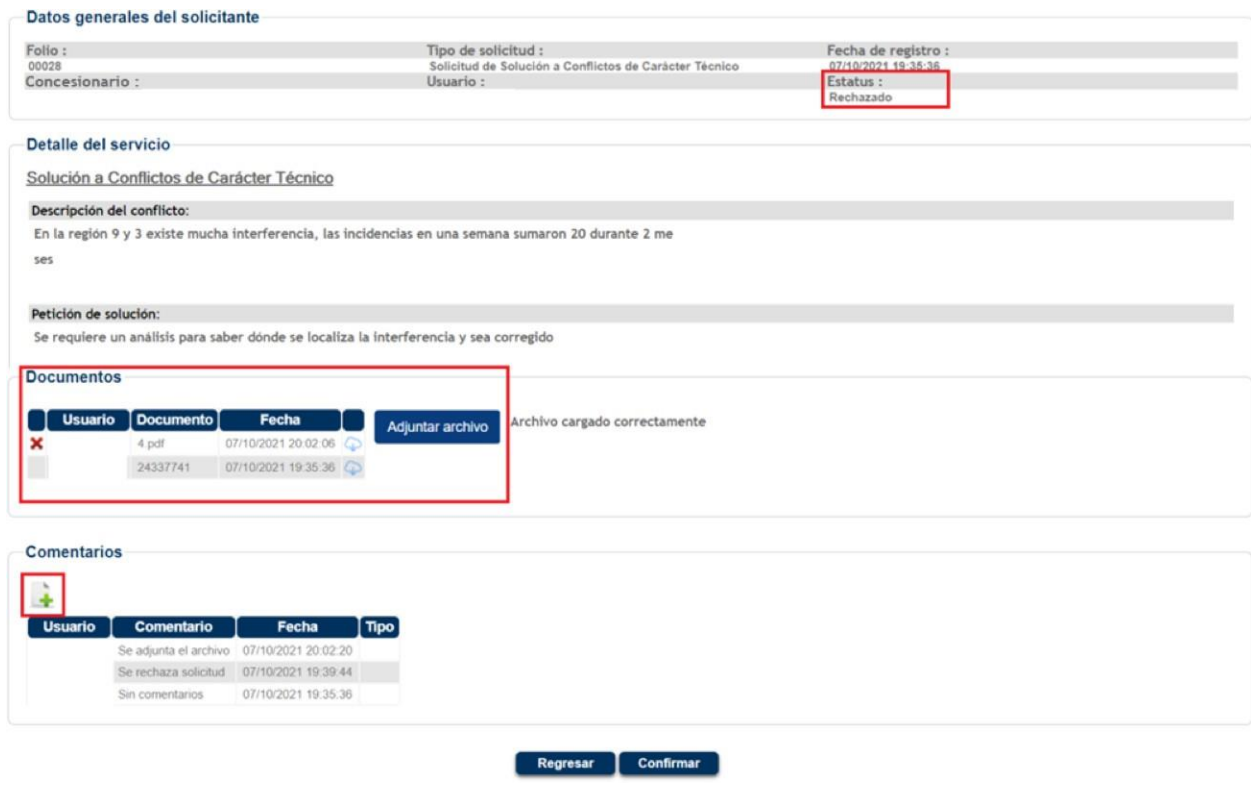 Datos generales del solicitante
Folio : Tipo de solicitud : Fecha de registro :
00028 Solicitud de Solución a Conflictos de Carácter Técnico 07/10/2021 19:35:36
Concesionario : Usuario : Estatus :
Rechazado
Detalle del servicio
Solución a Conflictos de Carácter Técnico
Descripción del conflicto:
En la región 9 y 3 existe mucha interferencia, las incidencias en una semana sumaron 20 durante 2 me
ses
Petición de solución:
Se requiere un análisis para saber dónde se localiza la interferencia y sea corregido
Documentos
Usuario Documento Fecha Adjuntar archivo Archivo cargado correctamente
4.pdf 07/10/2021 20:02:06
24337741 07/10/2021 19:35:36
Comentarios
Usuario Comentario Fecha Tipo
Se adjunta el archivo 07/10/2021 20:02:20
Se rechaza solicitud 07/10/2021 19:39:44
Sin comentarios 07/10/2021 19:35:36
Regresar Confirmar